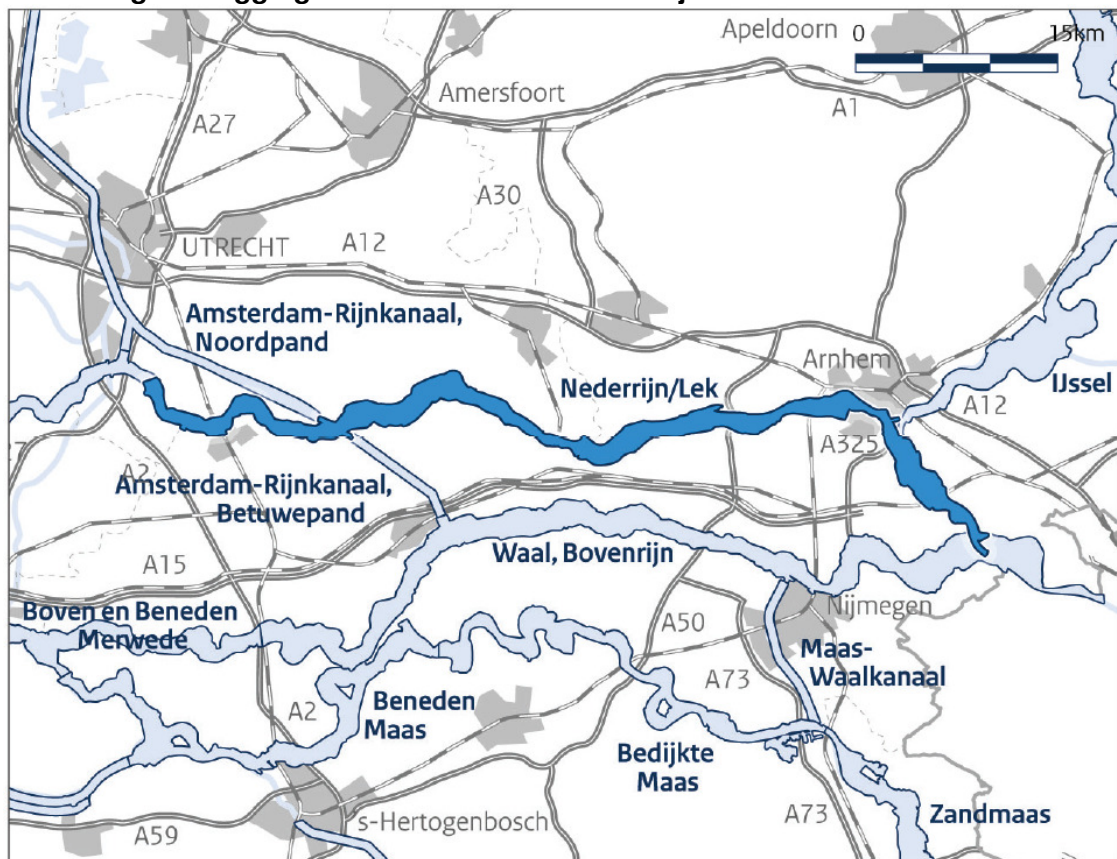 Apeldoorn
0
15km
Amersfoort
A1
A27
A30
UTRECHT
A12
Amsterdam-Rijnkanaal,
Noordpand
Arnhem
Nederrijn/Lek
IJssel
A12
A325
A2
Amsterdam-Rijnkanaal,
Betuwepand
Waal, Bovenrijn
A15
Boven en Beneden
Merwede
Nijmegen
A50
Maas-
Waalkanaal
A73
A2
Beneden
Maas
Bedijkte
Maas
Zandmaas
A73
s-Hertogenbosch
A59